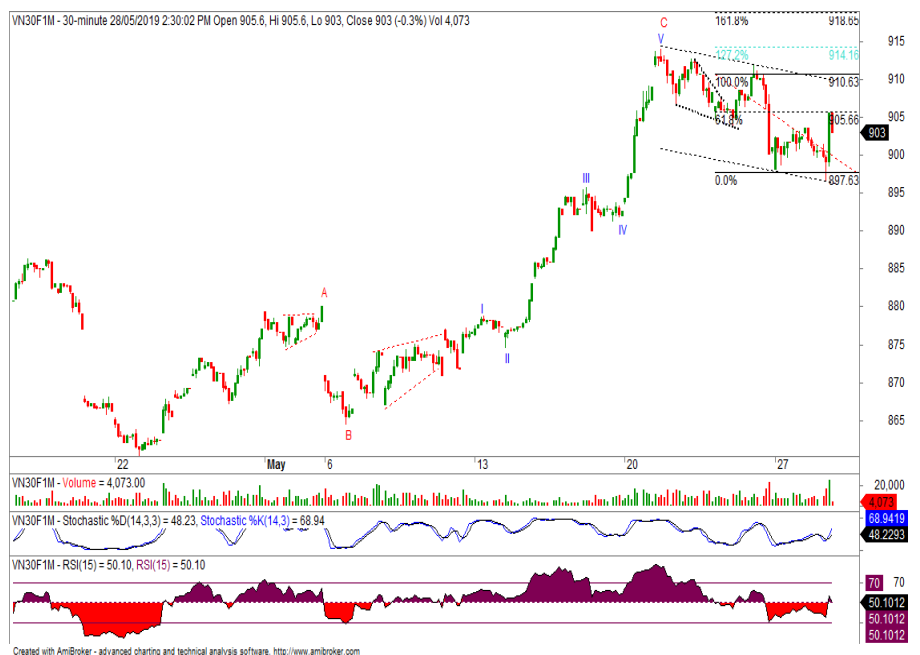 VN30F1M - 30-minute 28/05/2019 2:30:02 PM Open 905.6, Hi 905.6, Lo 903, Close 903 (-0.3%) Vol 4,073
C
161.8% 918.65
V
915
127.2% 914.16
100.0% 910.63
910
61.8% 905.66
905
903
900
0.0% 897.63
III
895
IV
890
885
A
I
880
II
875
870
B
865
22 May 6 13 20 27
VN30F1M - Volume = 4,073.00
20,000
4,073
VN30F1M - Stochastic %D(14,3,3) = 48.23, Stochastic %K(14,3) = 68.94
68.9419
48.2293
VN30F1M - RSI(15) = 50.10, RSI(15) = 50.10
70 70
50.1012
50.1012
50.1012
Created with AmiBroker - advanced charting and technical analysis software. http://www.amibroker.com